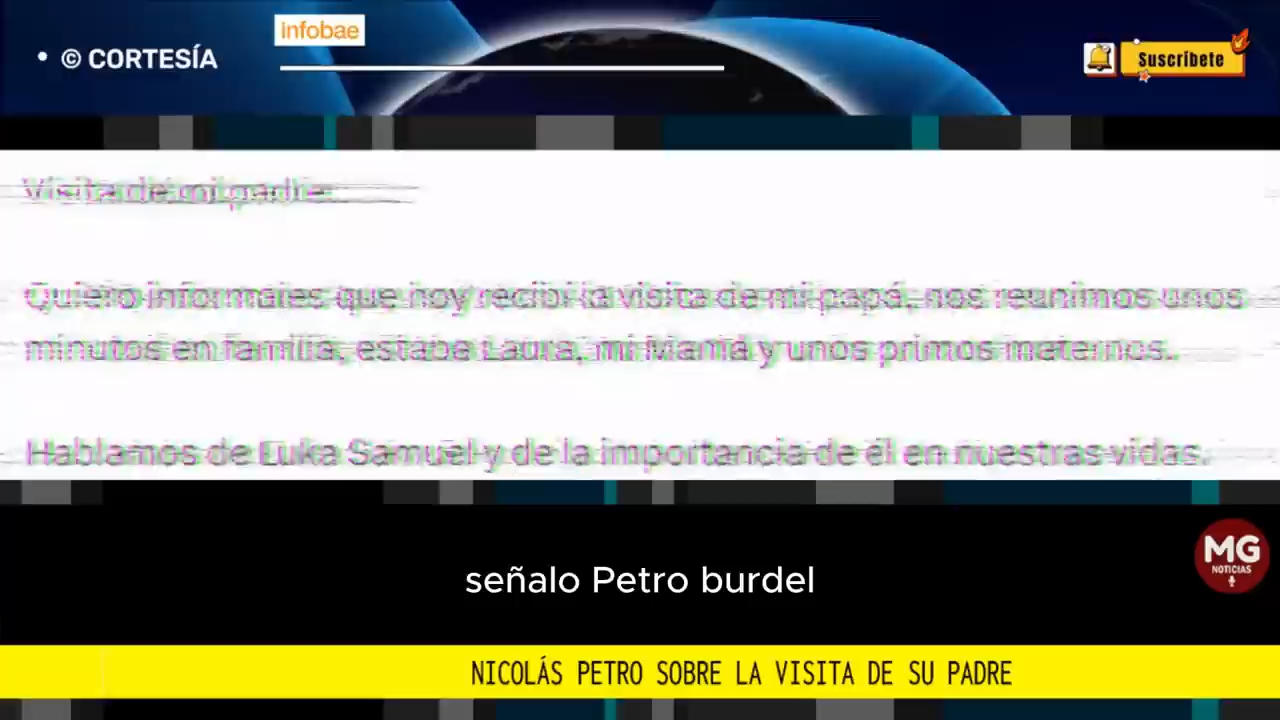 infobae
• © CORTESÍA
Suscríbete
Visita de mi padre.
Quiero informales que hoy recibí la visita de mi papá, nos reunimos unos
minutos en familia, estaba Laura, mi Mamá y unos primos maternos.
Hablamos de Luka Samuel y de la importancia de él en nuestras vidas.
MG
NOTICIAS
señalo Petro burdel
NICOLÁS PETRO SOBRE LA VISITA DE SU PADRE